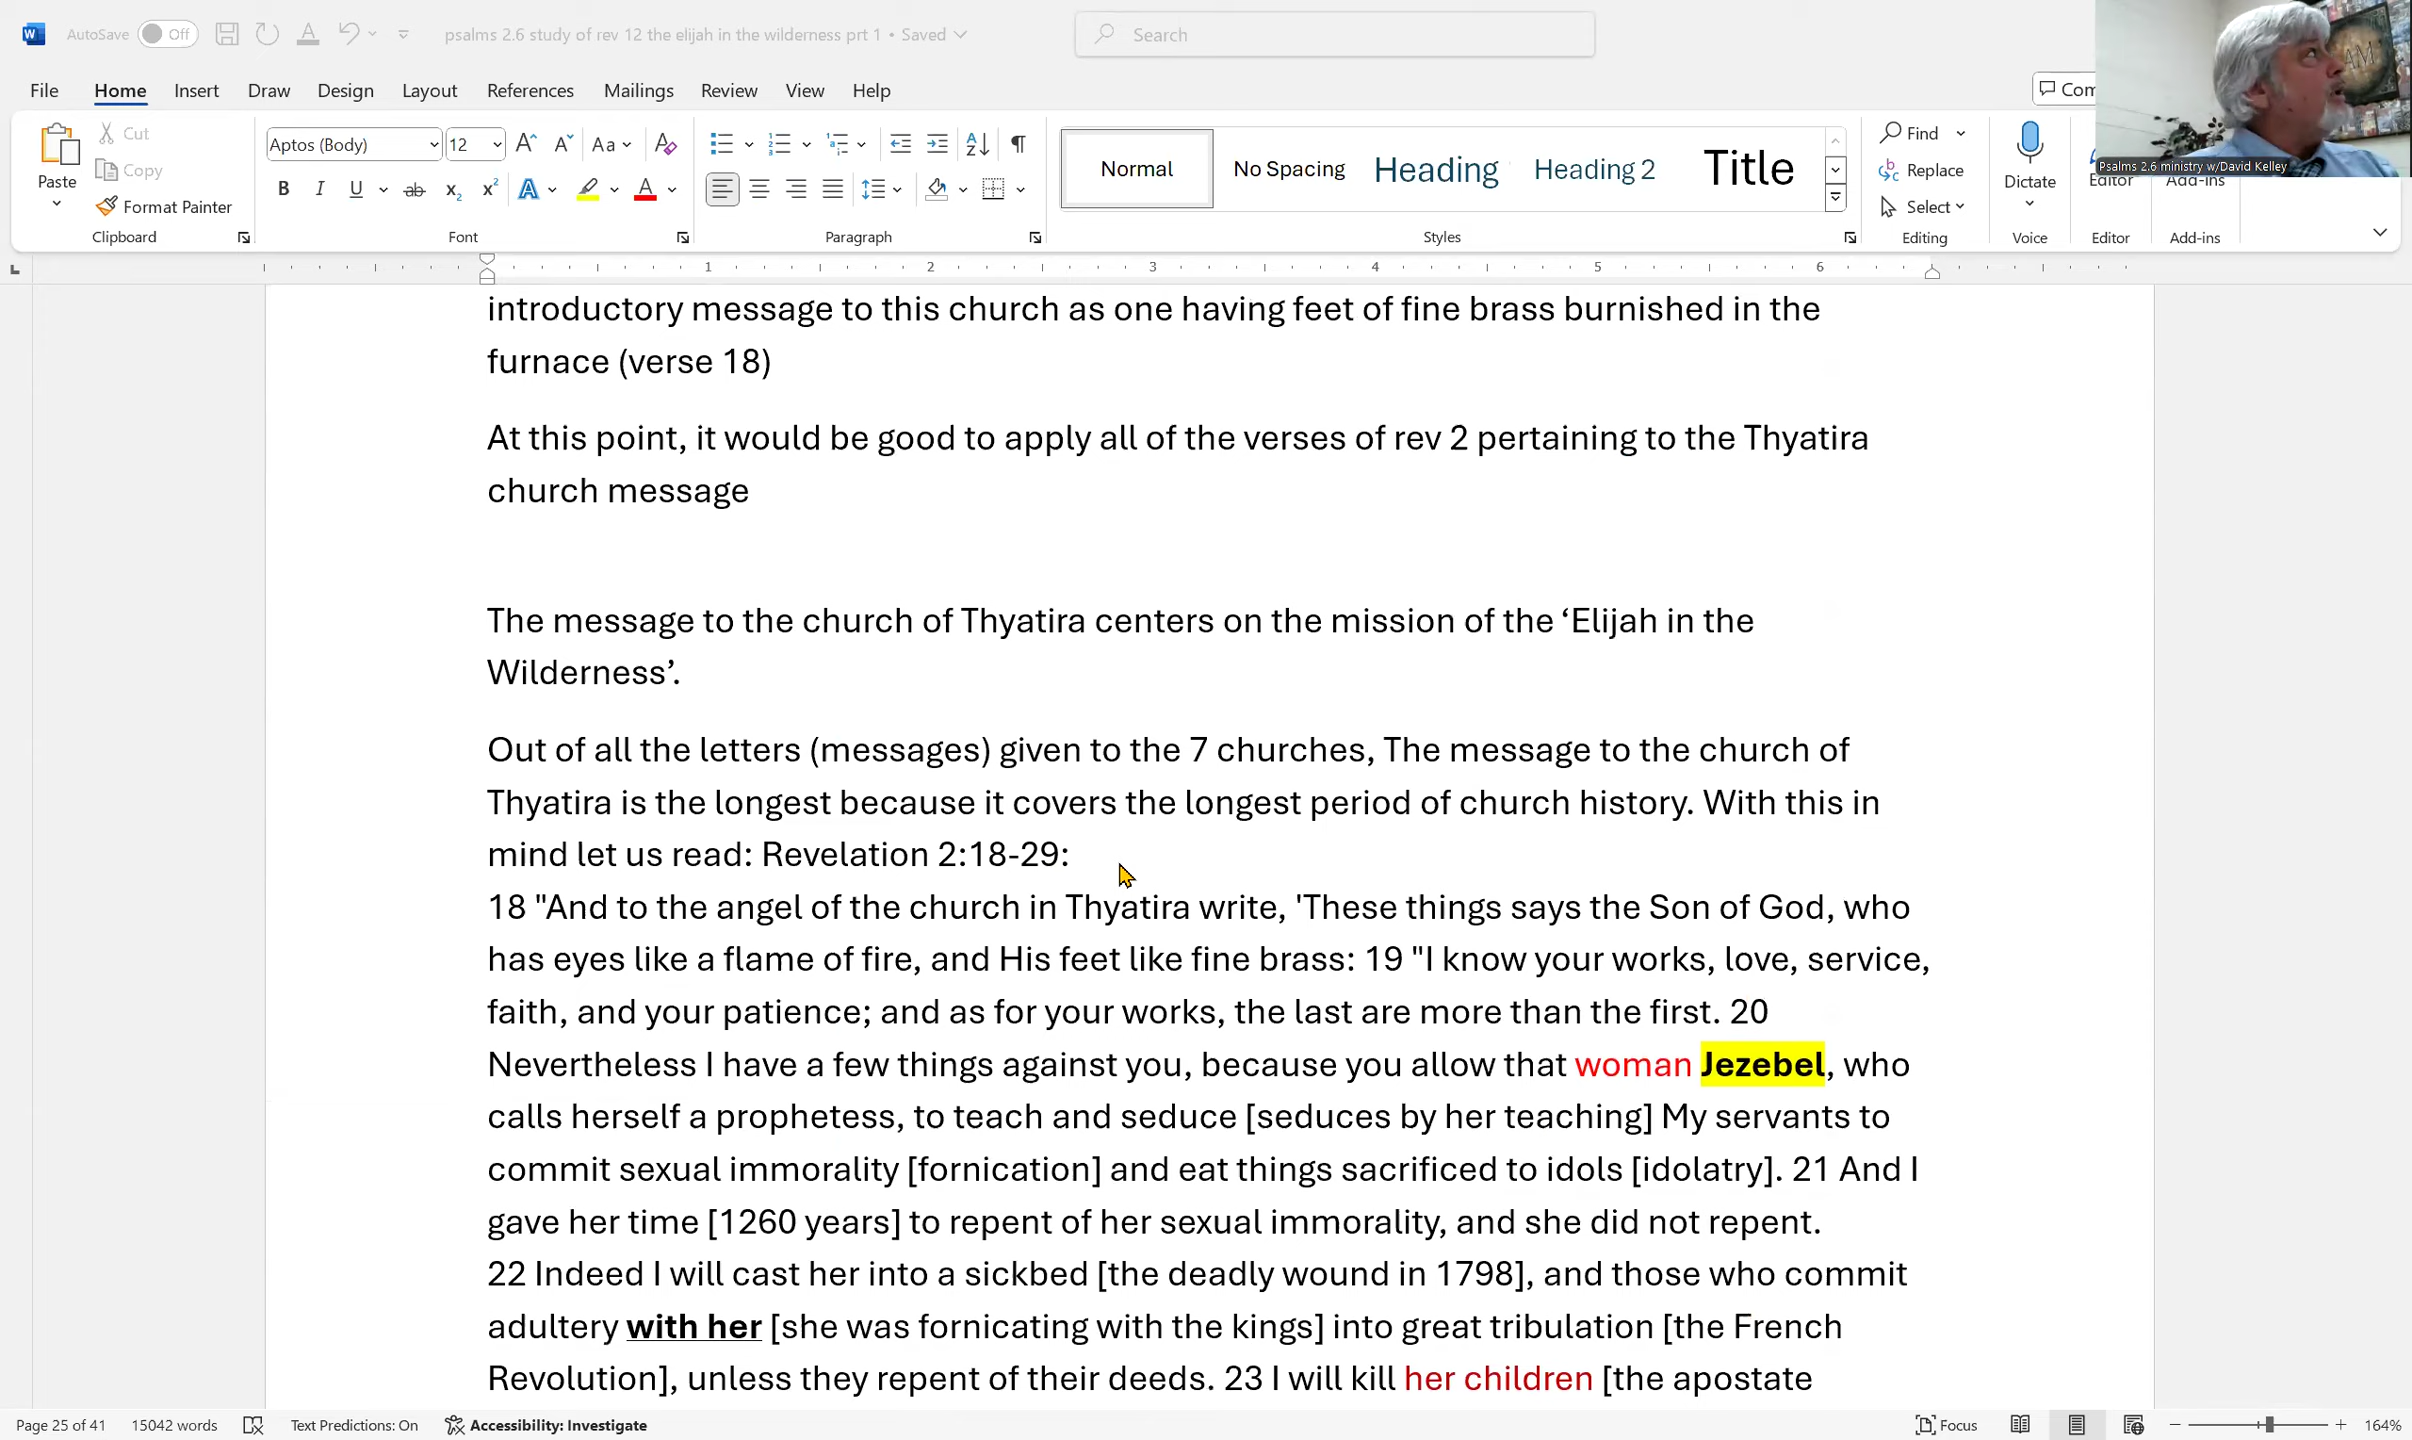 AutoSave Off psalms 2.6 study of rev 12 the elijah in the wilderness prt 1 • Saved Search
AM
File Home Insert Draw Design Layout References Mailings Review View Help Com
Psalms 2.6 ministry w/David Kelley
Paste Cut Copy Format Painter Clipboard
Aptos (Body) 12 Font
Paragraph
Normal No Spacing Heading Heading 2 Title Styles
Find Replace Select Editing
Dictate Voice
Editor Editor
Add-ins Add-ins
1 2 3 4 5 6
introductory message to this church as one having feet of fine brass burnished in the
furnace (verse 18)
At this point, it would be good to apply all of the verses of rev 2 pertaining to the Thyatira
church message
The message to the church of Thyatira centers on the mission of the ‘Elijah in the
Wilderness’.
Out of all the letters (messages) given to the 7 churches, The message to the church of
Thyatira is the longest because it covers the longest period of church history. With this in
mind let us read: Revelation 2:18-29:
18 "And to the angel of the church in Thyatira write, 'These things says the Son of God, who
has eyes like a flame of fire, and His feet like fine brass: 19 "I know your works, love, service,
faith, and your patience; and as for your works, the last are more than the first. 20
Nevertheless I have a few things against you, because you allow that woman Jezebel, who
calls herself a prophetess, to teach and seduce [seduces by her teaching] My servants to
commit sexual immorality [fornication] and eat things sacrificed to idols [idolatry]. 21 And I
gave her time [1260 years] to repent of her sexual immorality, and she did not repent.
22 Indeed I will cast her into a sickbed [the deadly wound in 1798], and those who commit
adultery with her [she was fornicating with the kings] into great tribulation [the French
Revolution], unless they repent of their deeds. 23 I will kill her children [the apostate
Page 25 of 41 15042 words Text Predictions: On Accessibility: Investigate Focus 164%